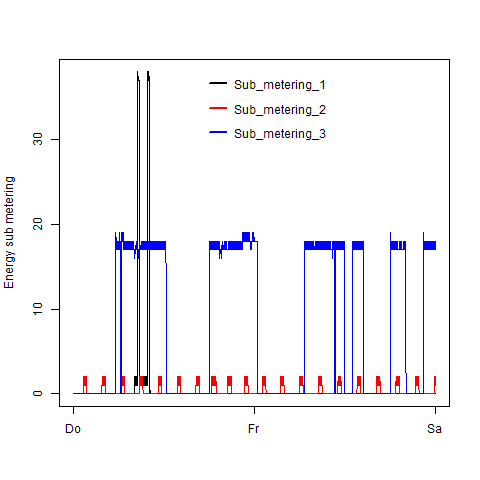 Sub_metering_1
Sub_metering_2
Sub_metering_3
Energy sub metering
30
20
10
0
Do Fr Sa